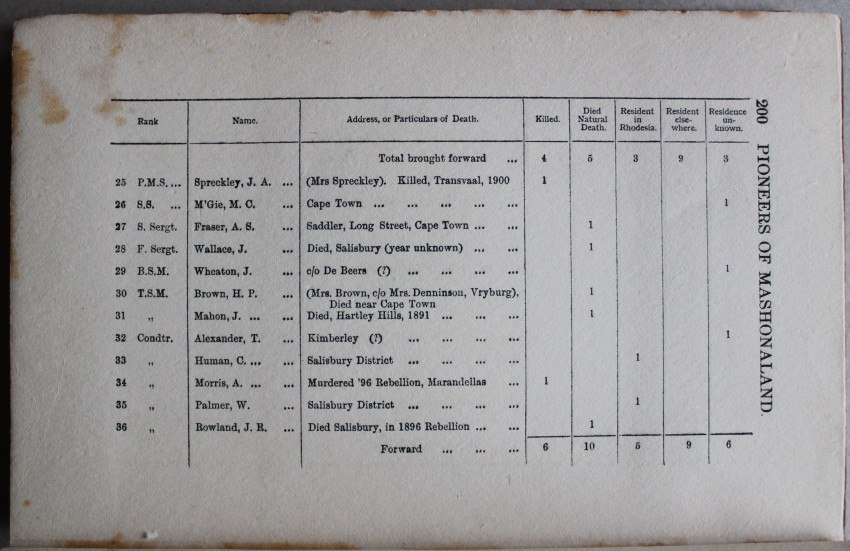 200 PIONEERS OF MASHONALAND.
Rank Name. Address, or Particulars of Death. Killed. Died Natural Death. Resident in Rhodesia. Resident else-where. Residence un-known.
Total brought forward ... 4 5 3 9 3
25 P.M.S.... Spreckley, J. A. ... (Mrs Spreckley). Killed, Transvaal, 1900 1
26 S.S. ... M'Gie, M. C. ... Cape Town ... ... ... ... ... 1
27 S. Sergt. Fraser, A. S. ... Saddler, Long Street, Cape Town ... ... 1
28 F. Sergt. Wallace, J. ... Died, Salisbury (year unknown) ... ... 1
29 B.S.M. Wheaton, J. ... c/o De Beers (?) ... ... ... ... 1
30 T.S.M. Brown, H. P. ... (Mrs. Brown, c/o Mrs. Denninson, Vryburg), 1
Died near Cape Town
31 „ Mahon, J. ... ... Died, Hartley Hills, 1891 ... ... ... 1
32 Condtr. Alexander, T. ... Kimberley (?) ... ... ... ... 1
33 „ Human, C. ... ... Salisbury District ... ... ... ... 1
34 „ Morris, A. ... ... Murdered '96 Rebellion, Marandellas ... 1
35 „ Palmer, W. ... Salisbury District ... ... ... ... 1
36 „ Rowland, J. R. ... Died Salisbury, in 1896 Rebellion ... ... 1
Forward ... ... ... 6 10 5 9 6